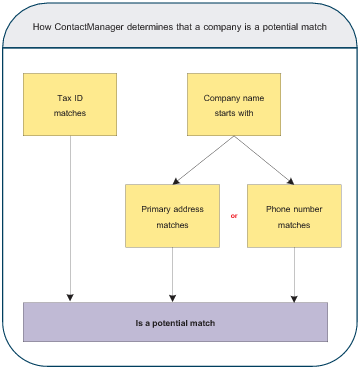 How ContactManager determines that a company is a potential match
Tax ID
matches
Company name
starts with
Primary address
matches
or
Phone number
matches
Is a potential match